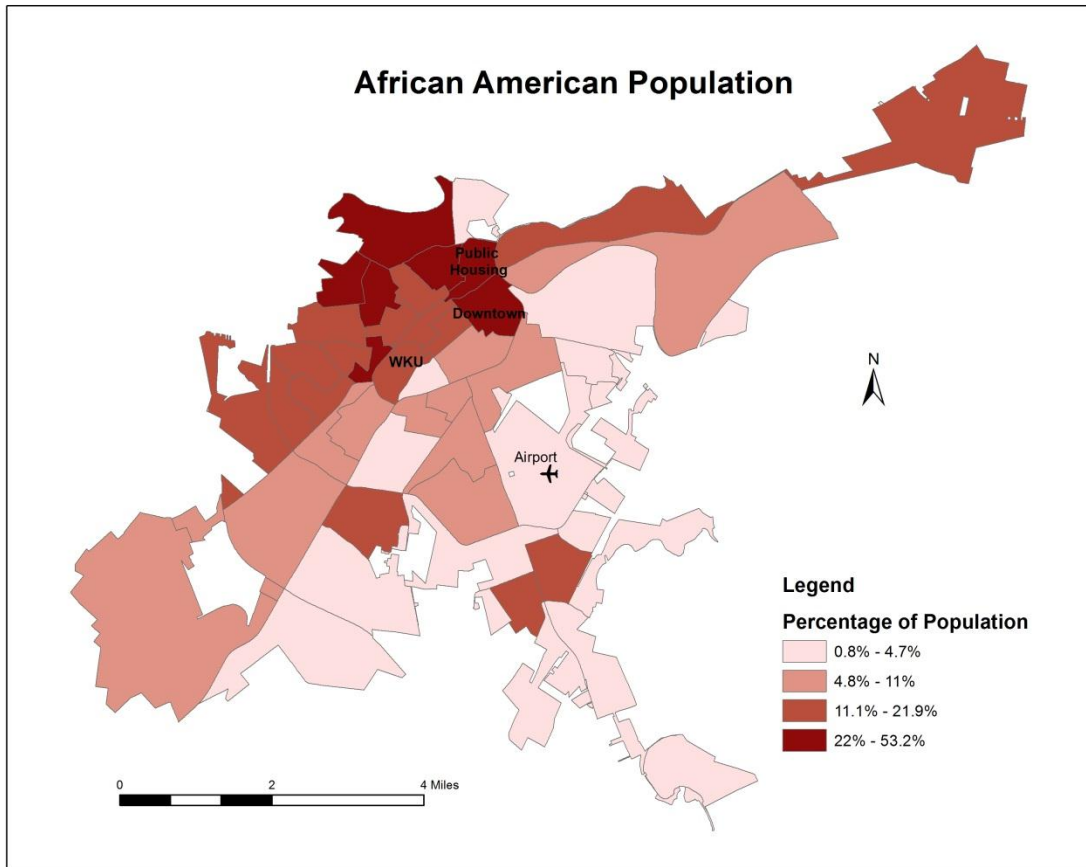 African American Population
Public
Housing
Downtown
WKU
N
Airport
Legend
Percentage of Population
0.8% - 4.7%
4.8% - 11%
11.1% - 21.9%
22% - 53.2%
0 2 4 Miles